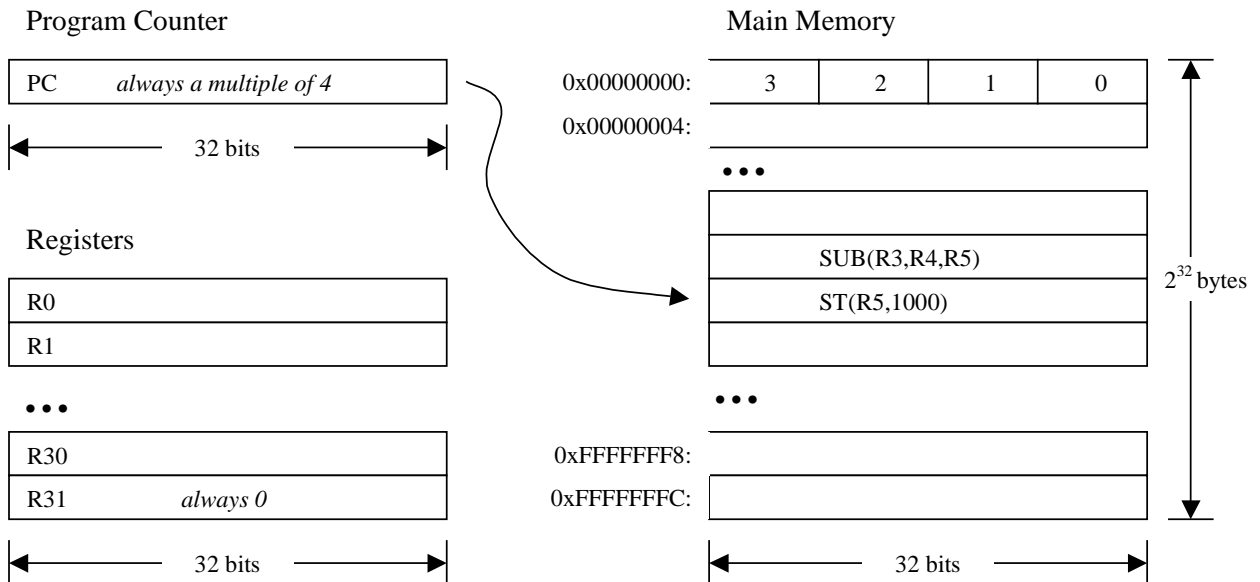 Program Counter
PC always a multiple of 4
32 bits
Registers
R0
R1
•••
R30
R31 always 0
32 bits
Main Memory
0x00000000: 3 2 1 0
0x00000004:
•••
SUB(R3,R4,R5)
ST(R5,1000)
2^32 bytes
•••
0xFFFFFFF8:
0xFFFFFFFC:
32 bits